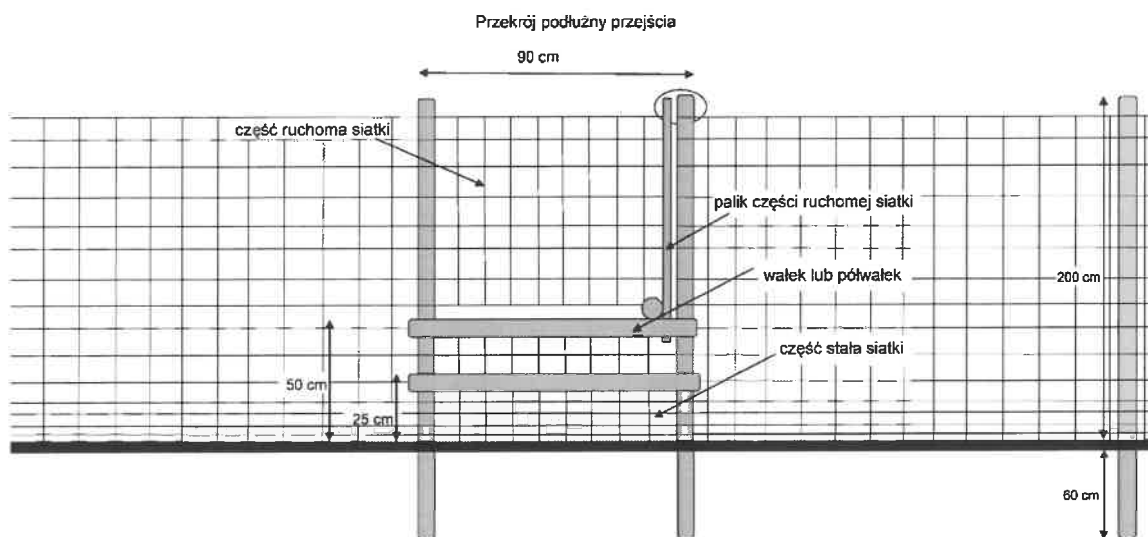 Przekrój podłużny przejścia
90 cm
część ruchoma siatki
palik części ruchomej siatki
wałek lub półwałek
200 cm
część stała siatki
50 cm
25 cm
60 cm